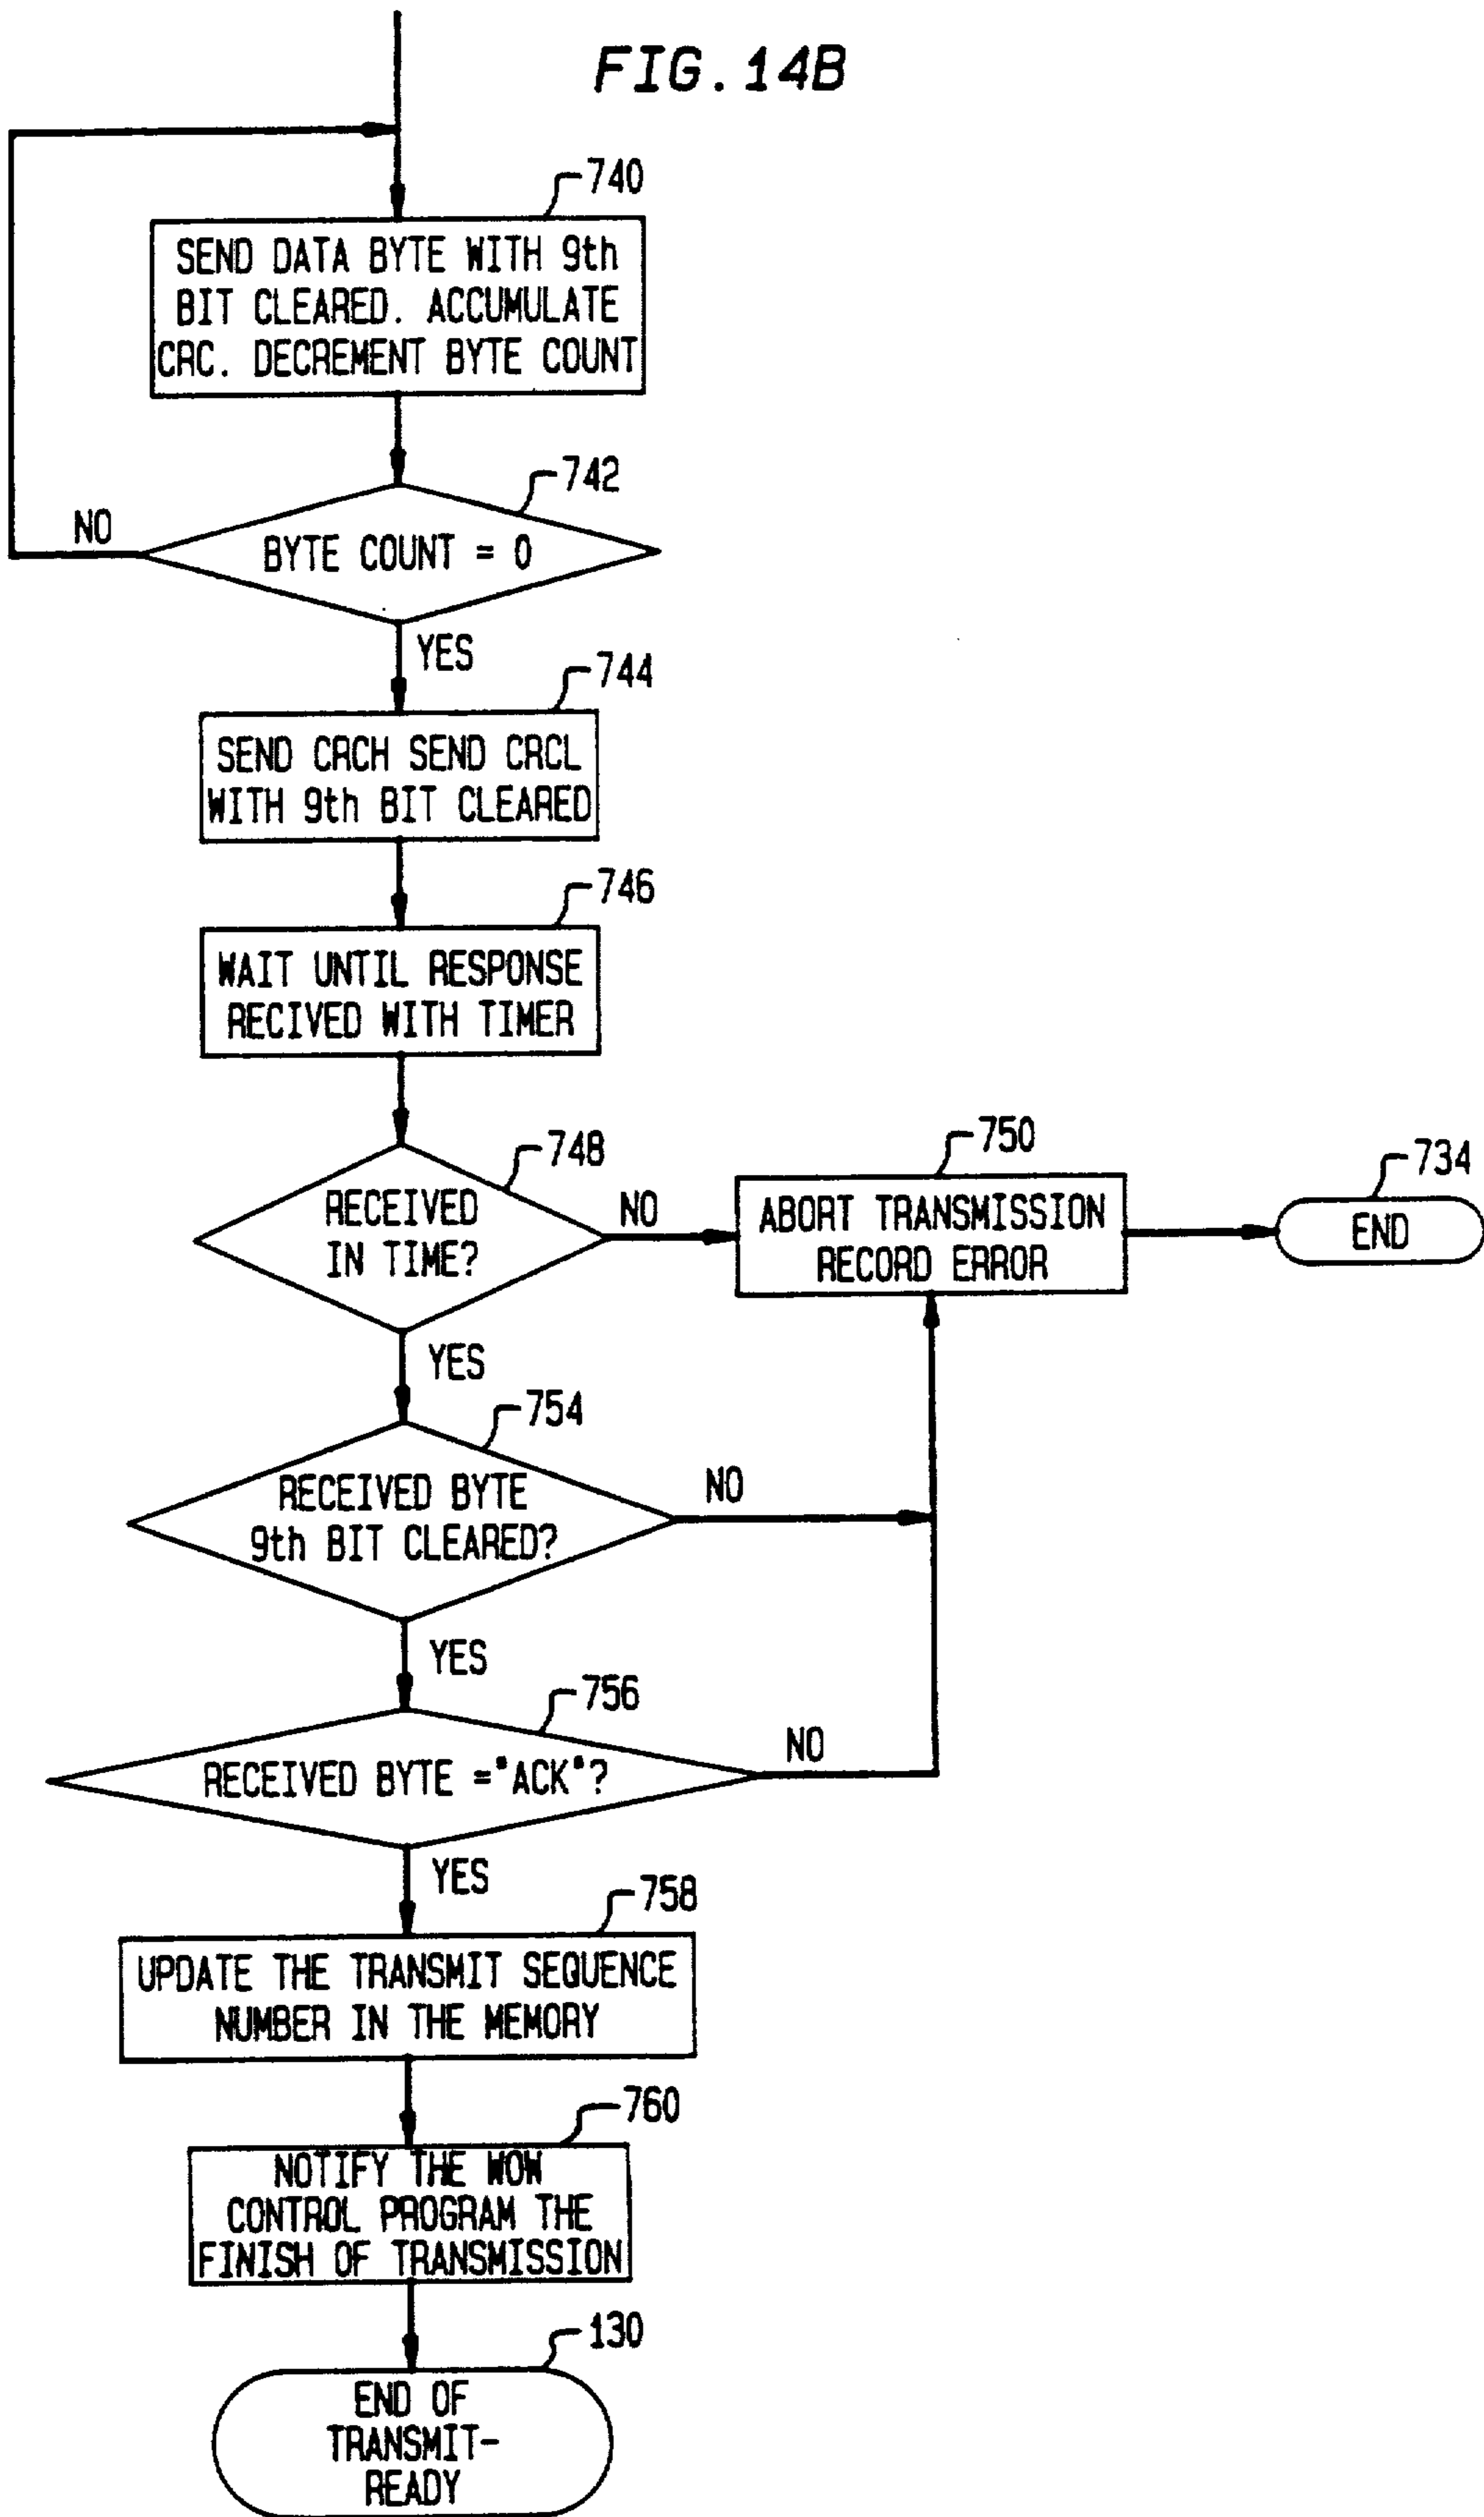 FIG. 14B
740
SEND DATA BYTE WITH 9th
BIT CLEARED. ACCUMULATE
CRC. DECREMENT BYTE COUNT
742
NO
BYTE COUNT = 0
YES
744
SEND CRCH SEND CRCL
WITH 9th BIT CLEARED
746
WAIT UNTIL RESPONSE
RECIVED WITH TIMER
748
RECEIVED
IN TIME?
NO
750
ABORT TRANSMISSION
RECORD ERROR
734
END
YES
754
RECEIVED BYTE
9th BIT CLEARED?
NO
YES
756
RECEIVED BYTE ="ACK"?
NO
YES
758
UPDATE THE TRANSMIT SEQUENCE
NUMBER IN THE MEMORY
760
NOTIFY THE WOW
CONTROL PROGRAM THE
FINISH OF TRANSMISSION
130
END OF
TRANSMIT-
READY